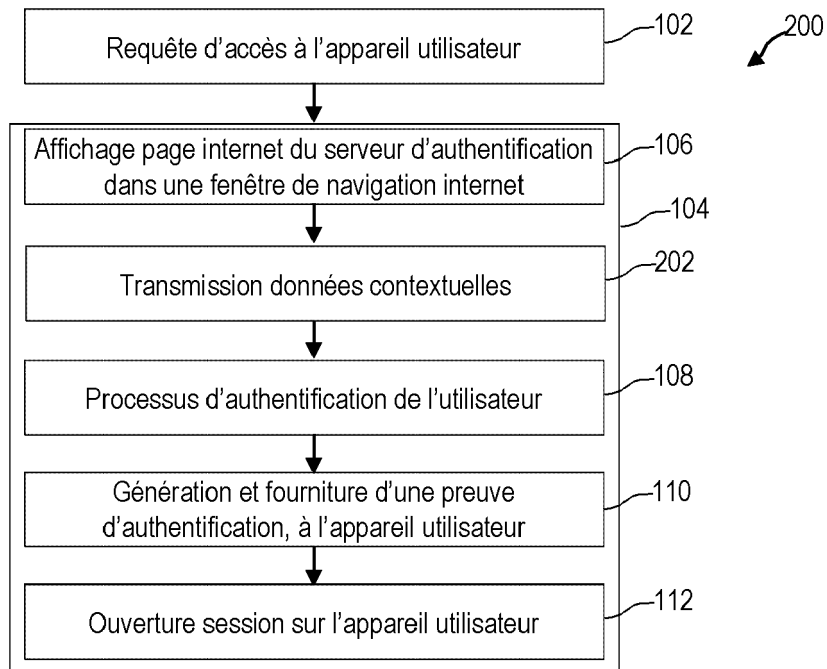 Requête d'accès à l'appareil utilisateur
102
200
Affichage page internet du serveur d'authentification
dans une fenêtre de navigation internet
106
104
Transmission données contextuelles
202
Processus d'authentification de l'utilisateur
108
Génération et fourniture d'une preuve
d'authentification, à l'appareil utilisateur
110
Ouverture session sur l'appareil utilisateur
112